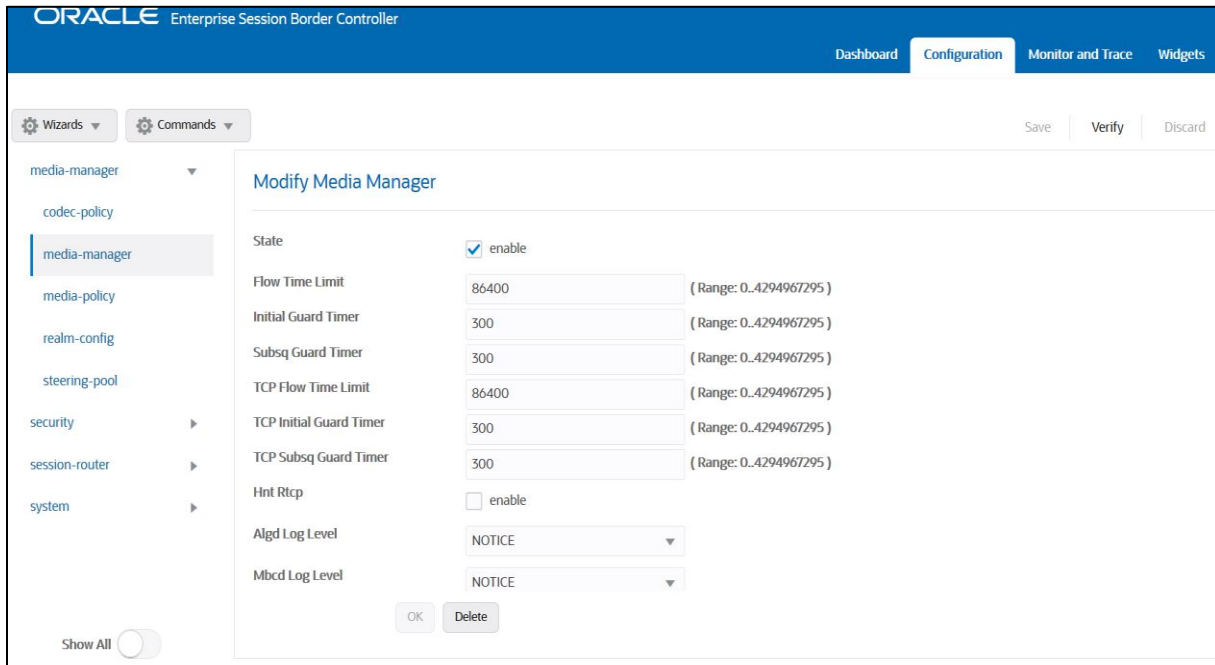 ORACLE Enterprise Session Border Controller
Dashboard Configuration Monitor and Trace Widgets
Wizards Commands Save Verify Discard
media-manager
codec-policy
media-manager
media-policy
realm-config
steering-pool
security
session-router
system
Show All
Modify Media Manager
State enable
Flow Time Limit 86400 ( Range: 0..4294967295 )
Initial Guard Timer 300 ( Range: 0..4294967295 )
Subsq Guard Timer 300 ( Range: 0..4294967295 )
TCP Flow Time Limit 86400 ( Range: 0..4294967295 )
TCP Initial Guard Timer 300 ( Range: 0..4294967295 )
TCP Subsq Guard Timer 300 ( Range: 0..4294967295 )
Hnt Rtcp enable
Algd Log Level NOTICE
Mbcd Log Level NOTICE
OK Delete